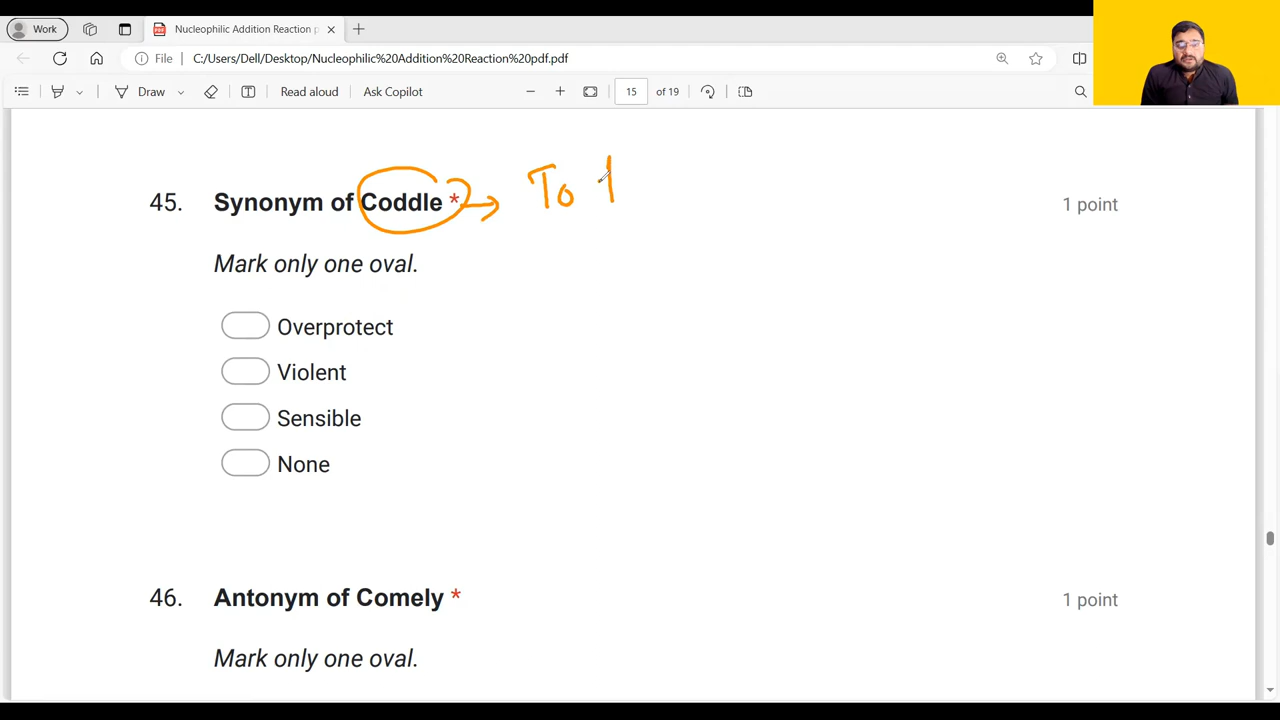 Work
Nucleophilic Addition Reaction p
File
C:/Users/Dell/Desktop/Nucleophilic%20Addition%20Reaction%20pdf.pdf
Draw
Read aloud
Ask Copilot
15 of 19
45. Synonym of Coddle * → To
1 point
Mark only one oval.
Overprotect
Violent
Sensible
None
46. Antonym of Comely *
1 point
Mark only one oval.